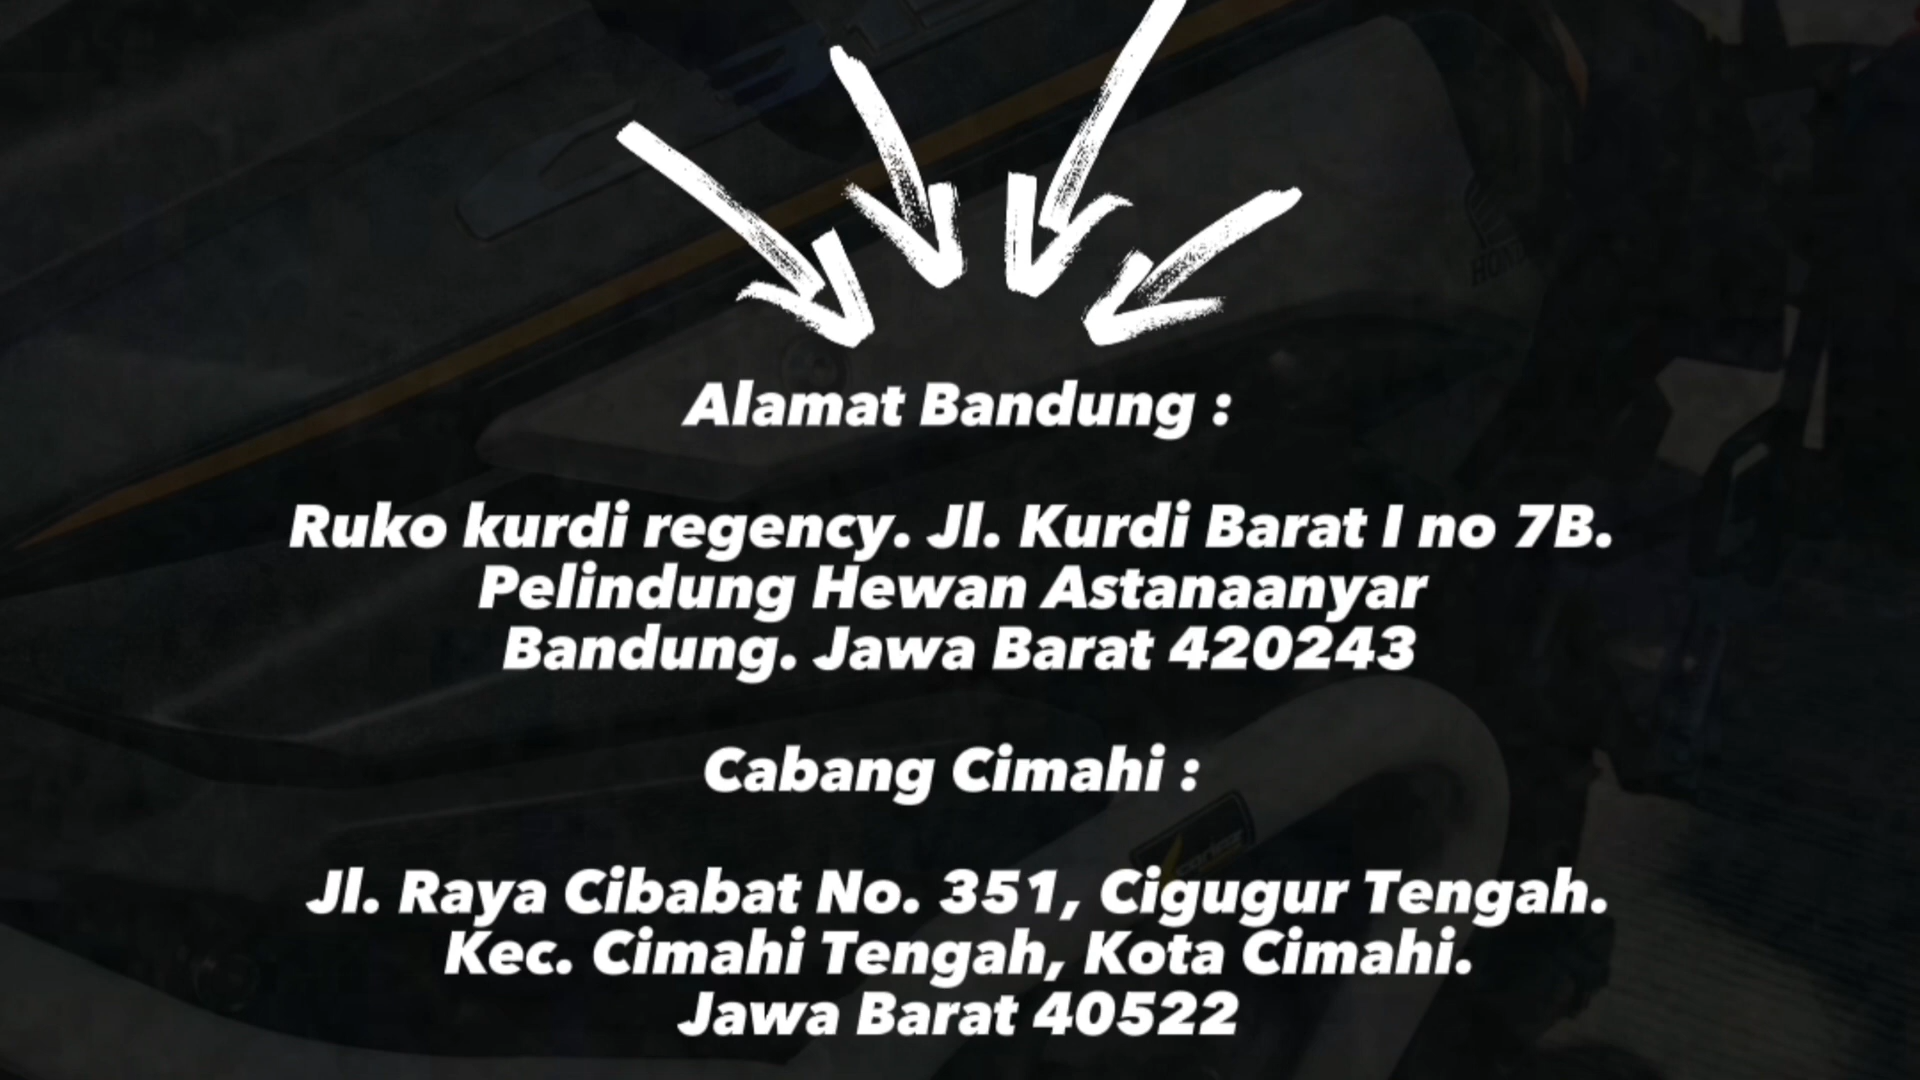 Alamat Bandung :
Ruko kurdi regency. Jl. Kurdi Barat I no 7B.
Pelindung Hewan Astanaanyar
Bandung. Jawa Barat 420243
Cabang Cimahi :
Jl. Raya Cibabat No. 351, Cigugur Tengah.
Kec. Cimahi Tengah, Kota Cimahi.
Jawa Barat 40522